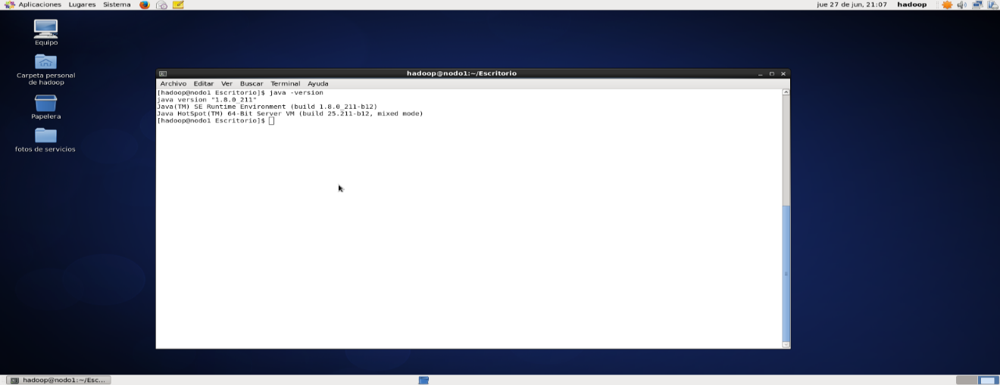 Aplicaciones Lugares Sistema jue 27 de jun, 21:07 hadoop
Equipo
Carpeta personal
de hadoop
Papelera
fotos de servicios
hadoop@nodo1:~/Escritorio
Archivo Editar Ver Buscar Terminal Ayuda
[hadoop@nodo1 Escritorio]$ java -version
java version "1.8.0_211"
Java(TM) SE Runtime Environment (build 1.8.0_211-b12)
Java HotSpot(TM) 64-Bit Server VM (build 25.211-b12, mixed mode)
[hadoop@nodo1 Escritorio]$
hadoop@nodo1:~/Esc...